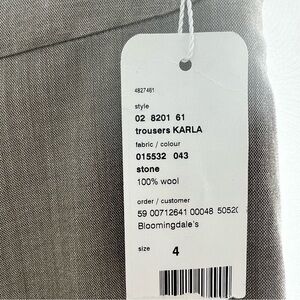 4827461
style
02 8201 61
trousers KARLA
fabric / colour
015532 043
stone
100% wool
order / customer
59 00712641 00048 50520
Bloomingdale's
size
4